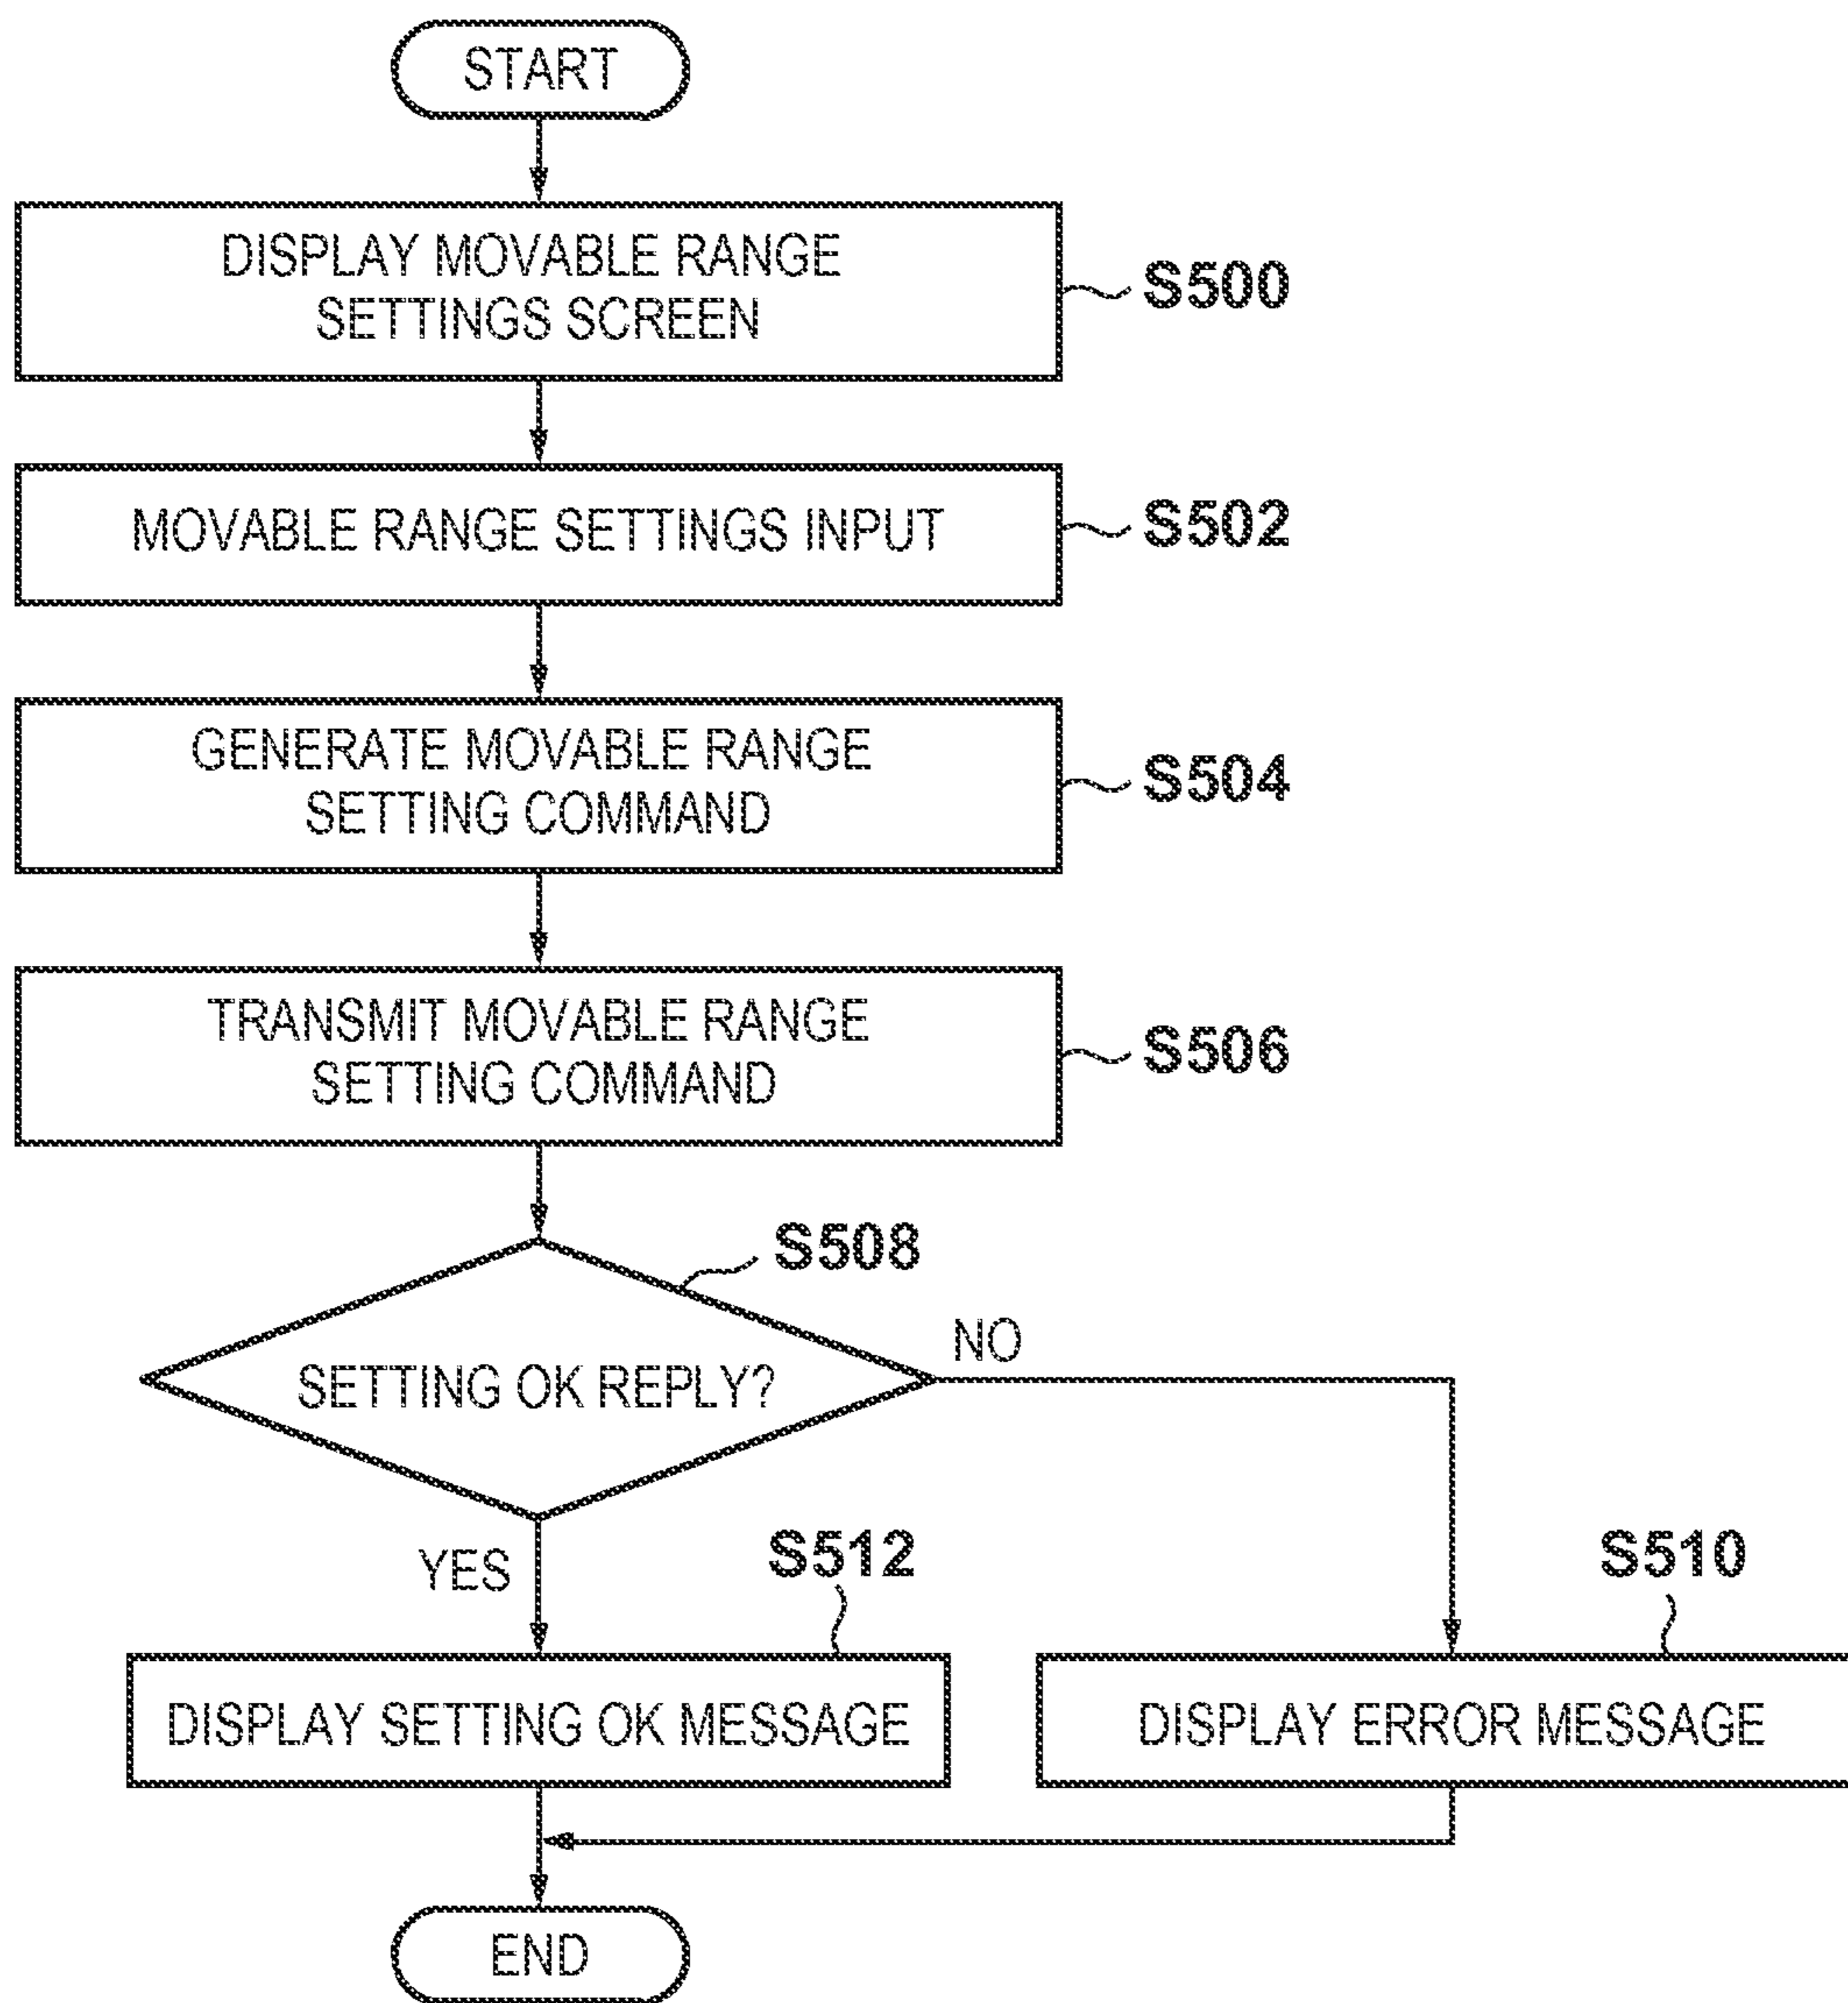 START
DISPLAY MOVABLE RANGE
SETTINGS SCREEN
S500
MOVABLE RANGE SETTINGS INPUT
S502
GENERATE MOVABLE RANGE
SETTING COMMAND
S504
TRANSMIT MOVABLE RANGE
SETTING COMMAND
S506
S508
SETTING OK REPLY?
NO
YES
S512
S510
DISPLAY SETTING OK MESSAGE
DISPLAY ERROR MESSAGE
END